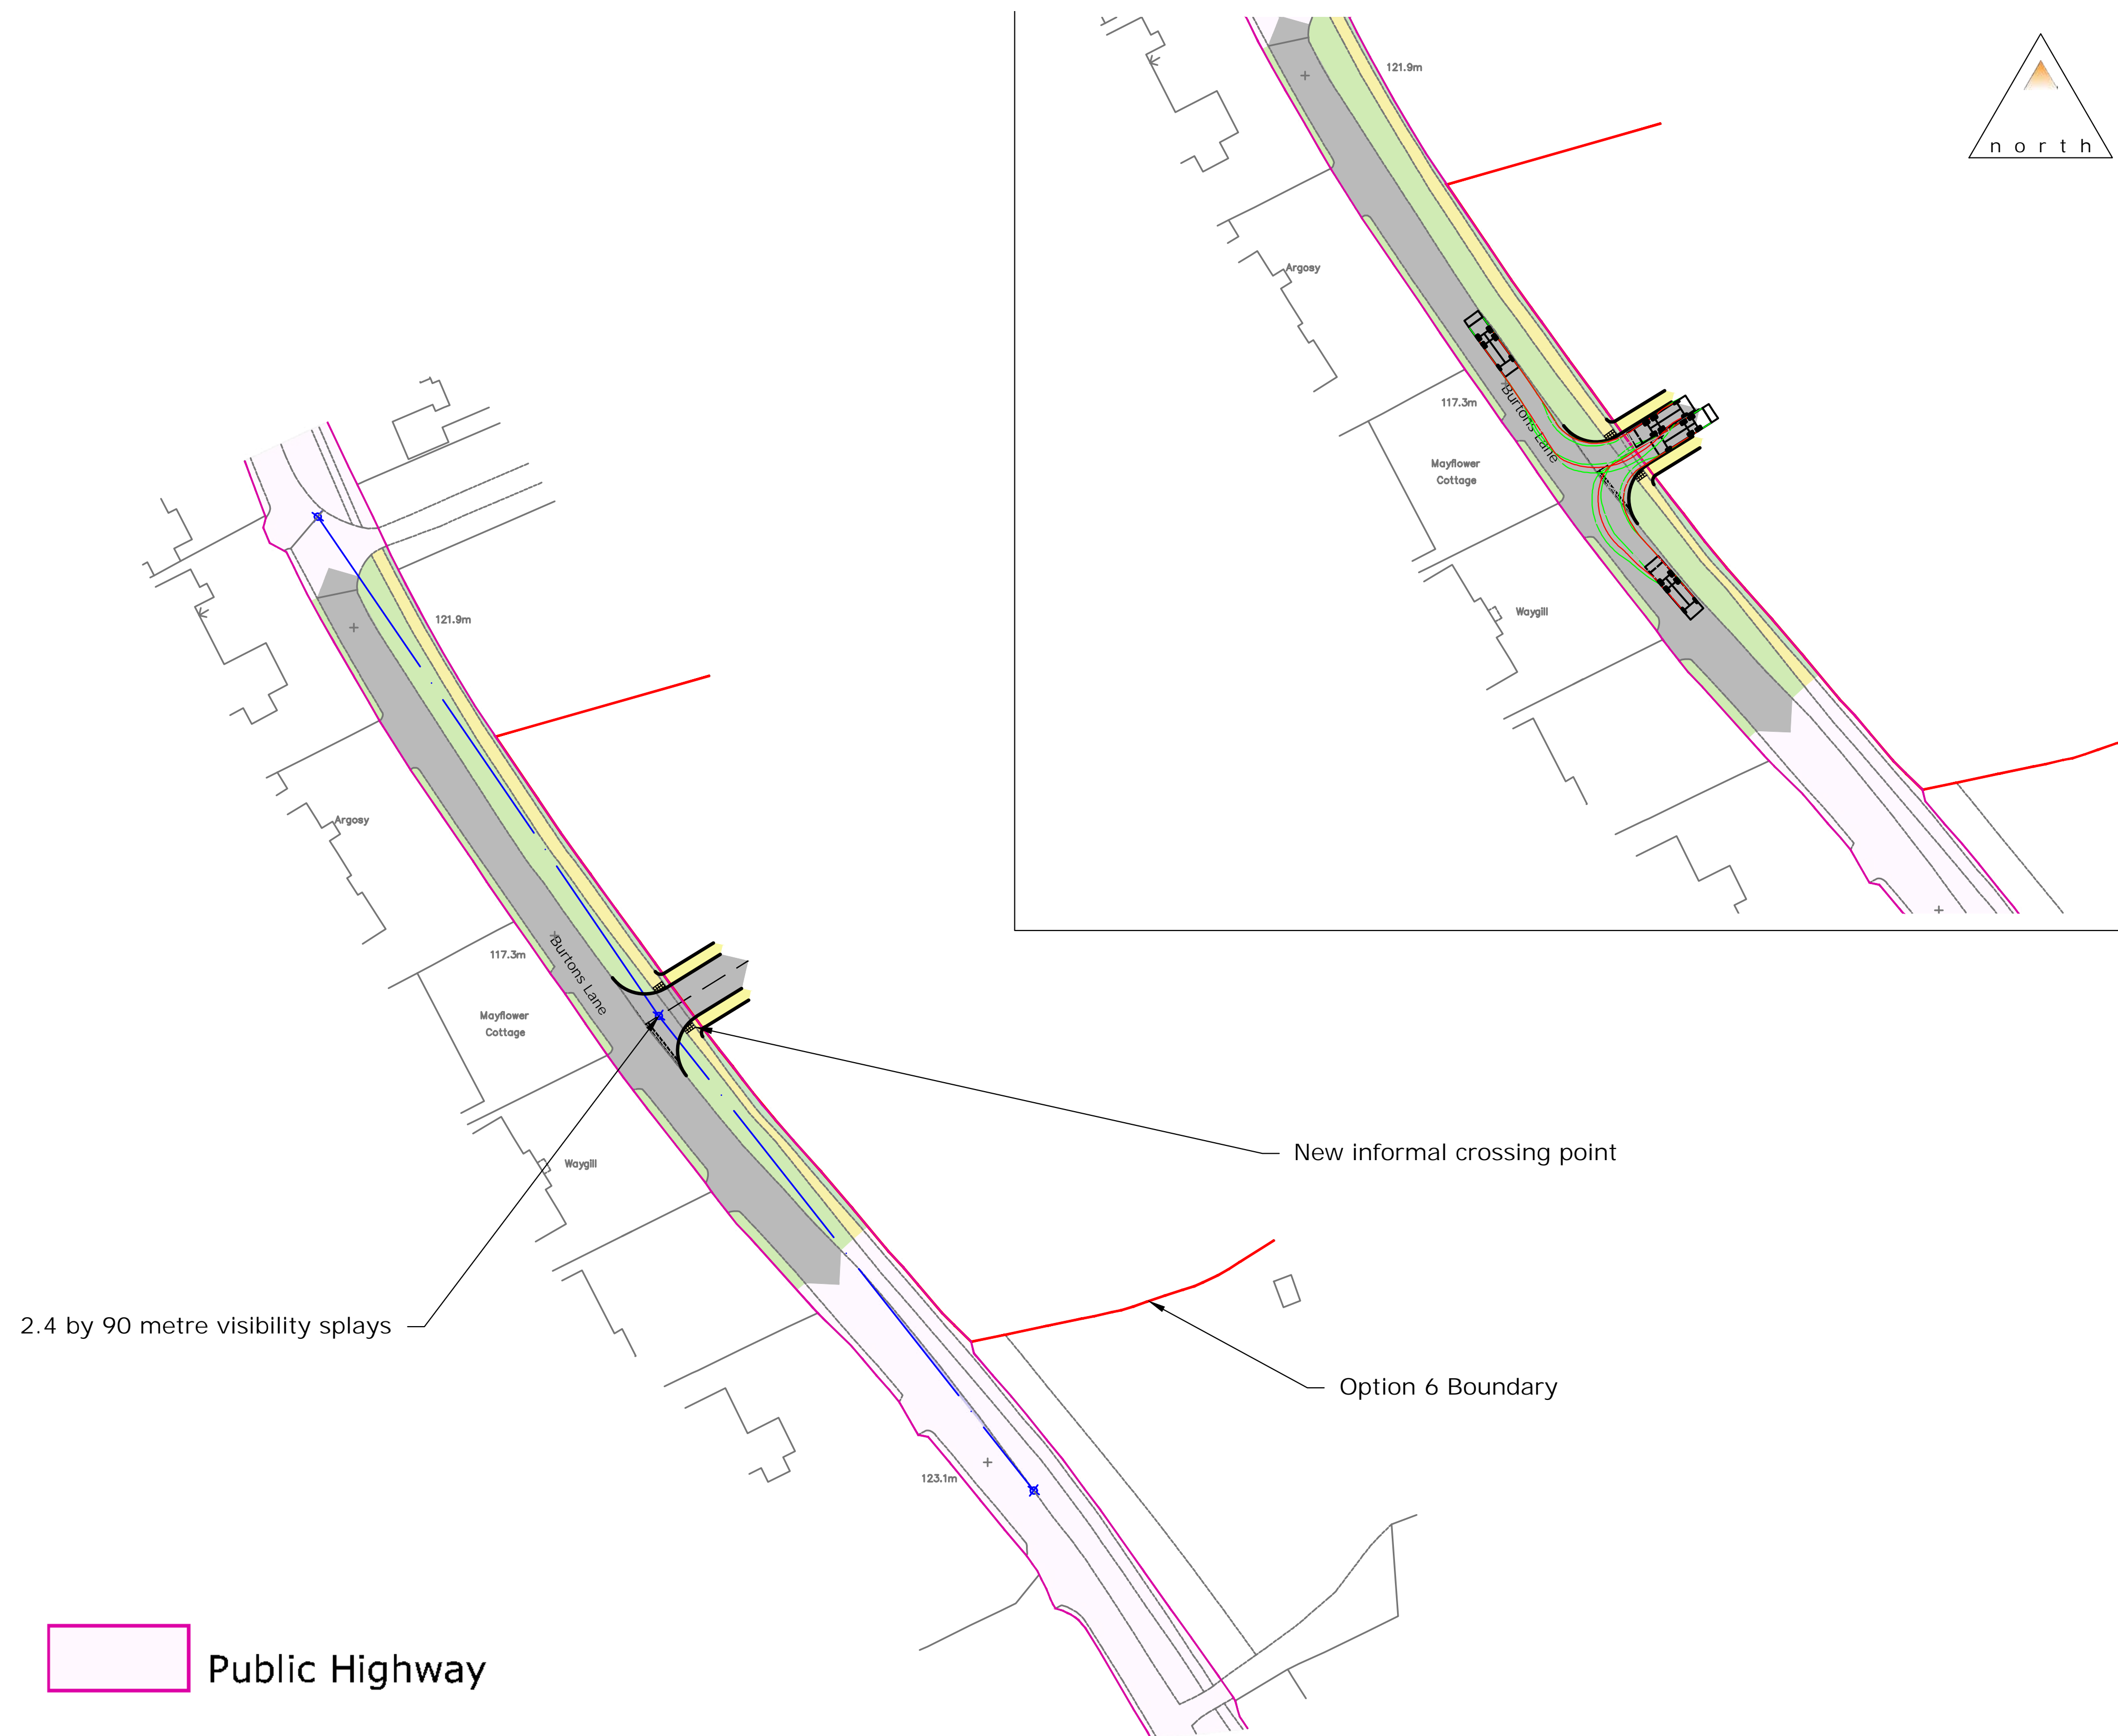 121.9m
north
Argosy
117.3m
Burtons Lane
Mayflower
Cottage
Waygill
121.9m
Argosy
117.3m
Burtons Lane
Mayflower
Cottage
Waygill
New informal crossing point
2.4 by 90 metre visibility splays
Option 6 Boundary
123.1m
Public Highway